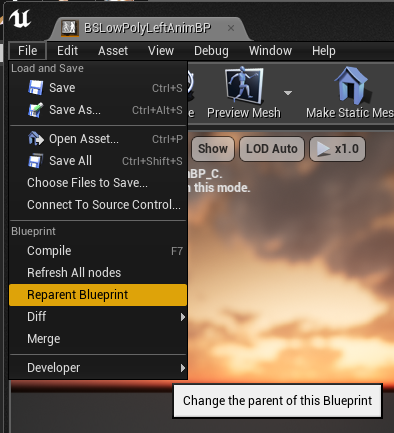 BSLowPolyLeftAnimBP
File Edit Asset View Debug Window Help
Load and Save
Save Ctrl+S
Save As... Ctrl+Alt+S
Open Asset... Ctrl+P
Save All Ctrl+Shift+S
Choose Files to Save...
Connect To Source Control...
Blueprint
Compile F7
Refresh All nodes
Reparent Blueprint
Diff
Merge
Developer
Preview Mesh Make Static Mes
Show LOD Auto x1.0
mBP_C.
n this mode.
Change the parent of this Blueprint